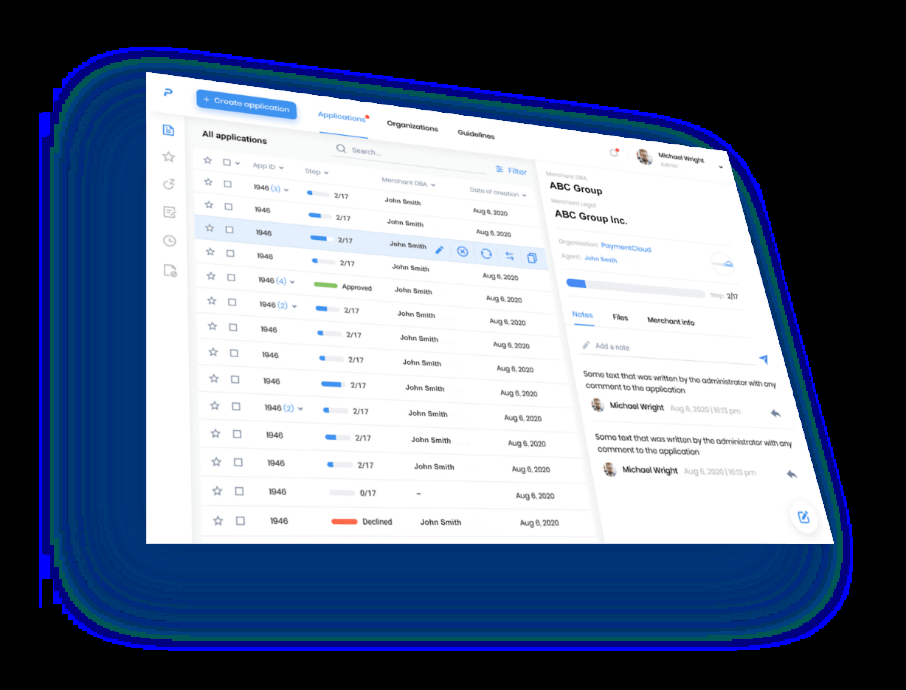 + Create application
Applications
Organizations
Guidelines
Michael Wright
Admin
All applications
Search...
Filter
App ID
Step
Merchant DBA
Date of creation
1946 (3) 2/17 John Smith Aug 6, 2020
1946 2/17 John Smith Aug 6, 2020
1946 2/17 John Smith
1946 2/17 John Smith Aug 6, 2020
1946 (4) Approved John Smith Aug 6, 2020
1946 (2) 2/17 John Smith Aug 6, 2020
1946 2/17 John Smith Aug 6, 2020
1946 2/17 John Smith Aug 6, 2020
1946 2/17 John Smith Aug 6, 2020
1946 (2) 2/17 John Smith Aug 6, 2020
1946 2/17 John Smith Aug 6, 2020
1946 2/17 John Smith Aug 6, 2020
1946 0/17 – Aug 6, 2020
1946 Declined John Smith Aug 6, 2020
Merchant DBA
ABC Group
Merchant Legal
ABC Group Inc.
Organization: PaymentCloud
Agent: John Smith
Step: 2/17
Notes
Files
Merchant info
Add a note
Some text that was written by the administrator with any
comment to the application
Michael Wright Aug 6, 2020 | 16:13 pm
Some text that was written by the administrator with any
comment to the application
Michael Wright Aug 6, 2020 | 16:13 pm